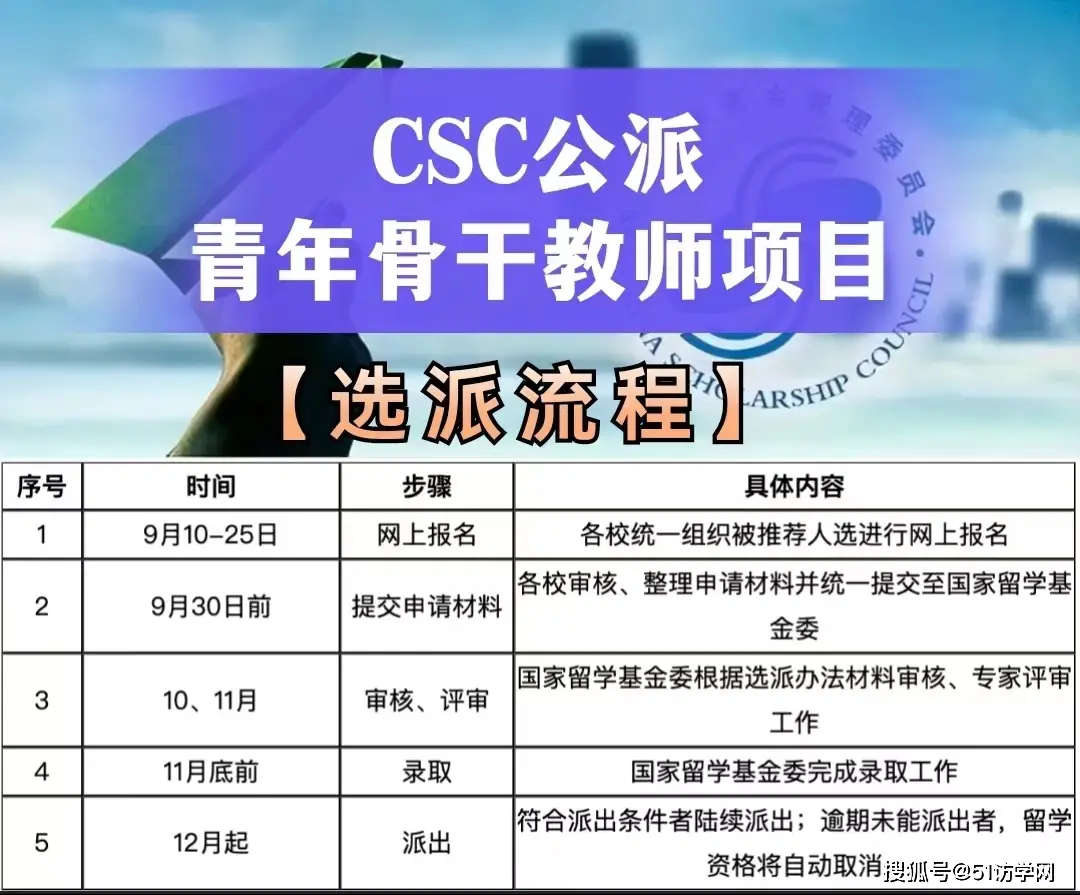 CSC公派
青年骨干教师项目
理委员会
SCHOLARSHIP COUNCIL
【选派流程】
序号 时间 步骤 具体内容
1 9月10-25日 网上报名 各校统一组织被推荐人选进行网上报名
2 9月30日前 提交申请材料 各校审核、整理申请材料并统一提交至国家留学基
金委
3 10、11月 审核、评审 国家留学基金委根据选派办法材料审核、专家评审
工作
4 11月底前 录取 国家留学基金委完成录取工作
5 12月起 派出 符合派出条件者陆续派出；逾期未能派出者，留学
资格将自动取消
搜狐号@51访学网